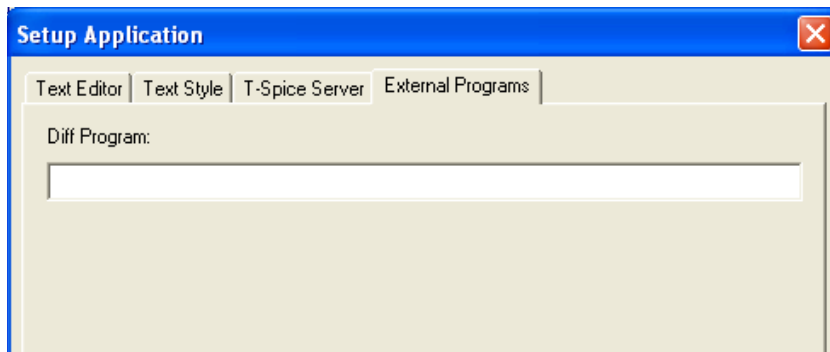 Setup Application
Text Editor Text Style T-Spice Server External Programs
Diff Program: